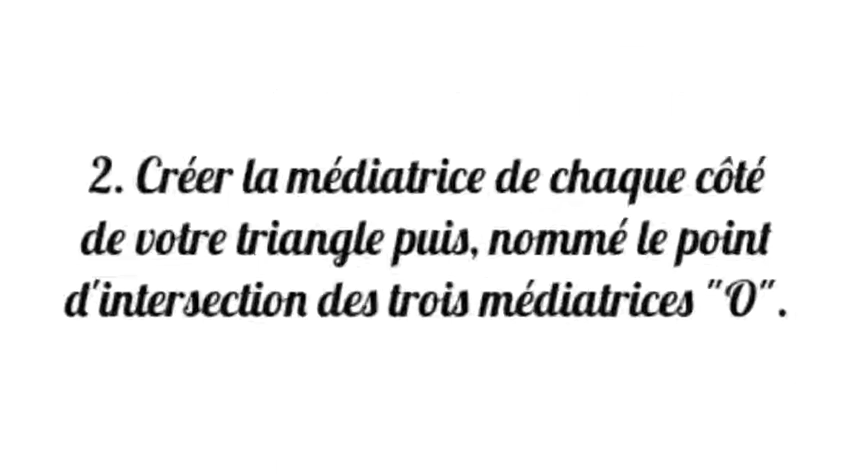 2. Créer la médiatrice de chaque côté
de votre triangle puis, nommé le point
d'intersection des trois médiatrices "O".